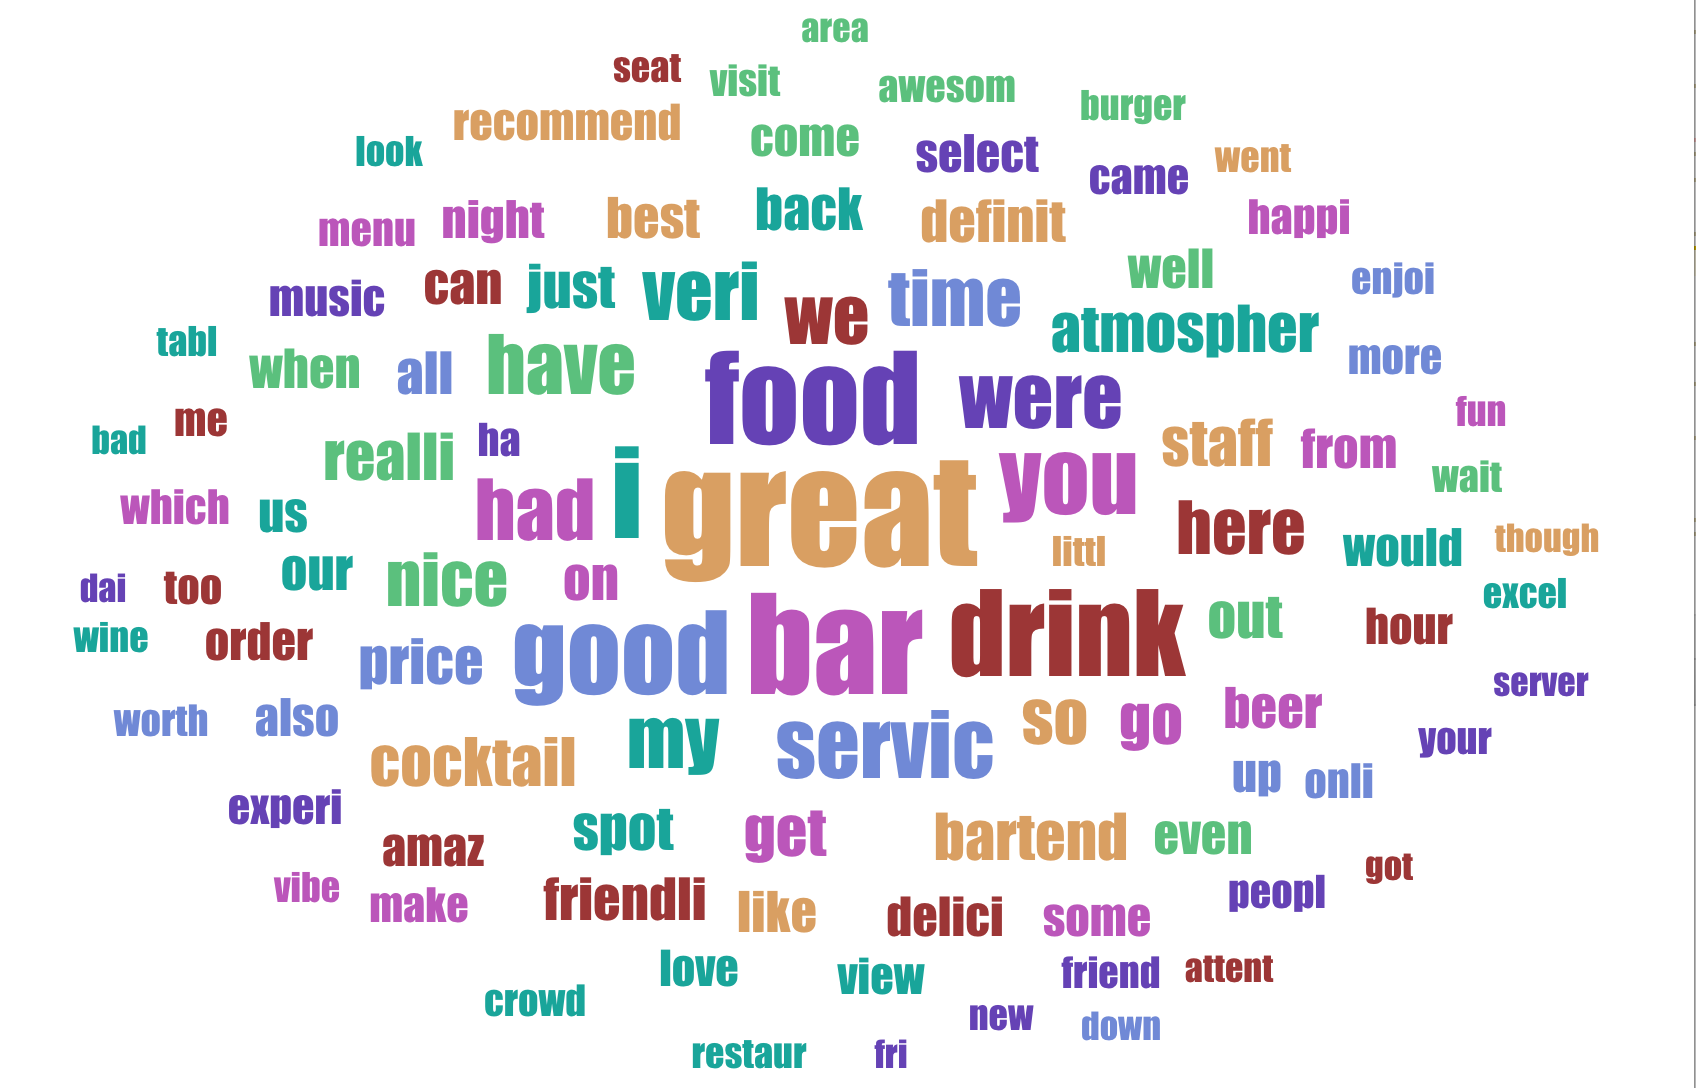 area
seat visit awesom burger
recommend come select went
look came
menu night best back definit happi
music can just veri we time well enjoi
tabl when all have food were atmospher more
bad me realli ha staff from fun
which us had i great you here wait
our nice on littl would though
dai too excel
wine order price good bar drink out hour
server
worth also cocktail my servic so go beer your
up onli
experi amaz spot get bartend even got
vibe make friendli like delici some peopl
love view friend attent
crowd new down
restaur fri